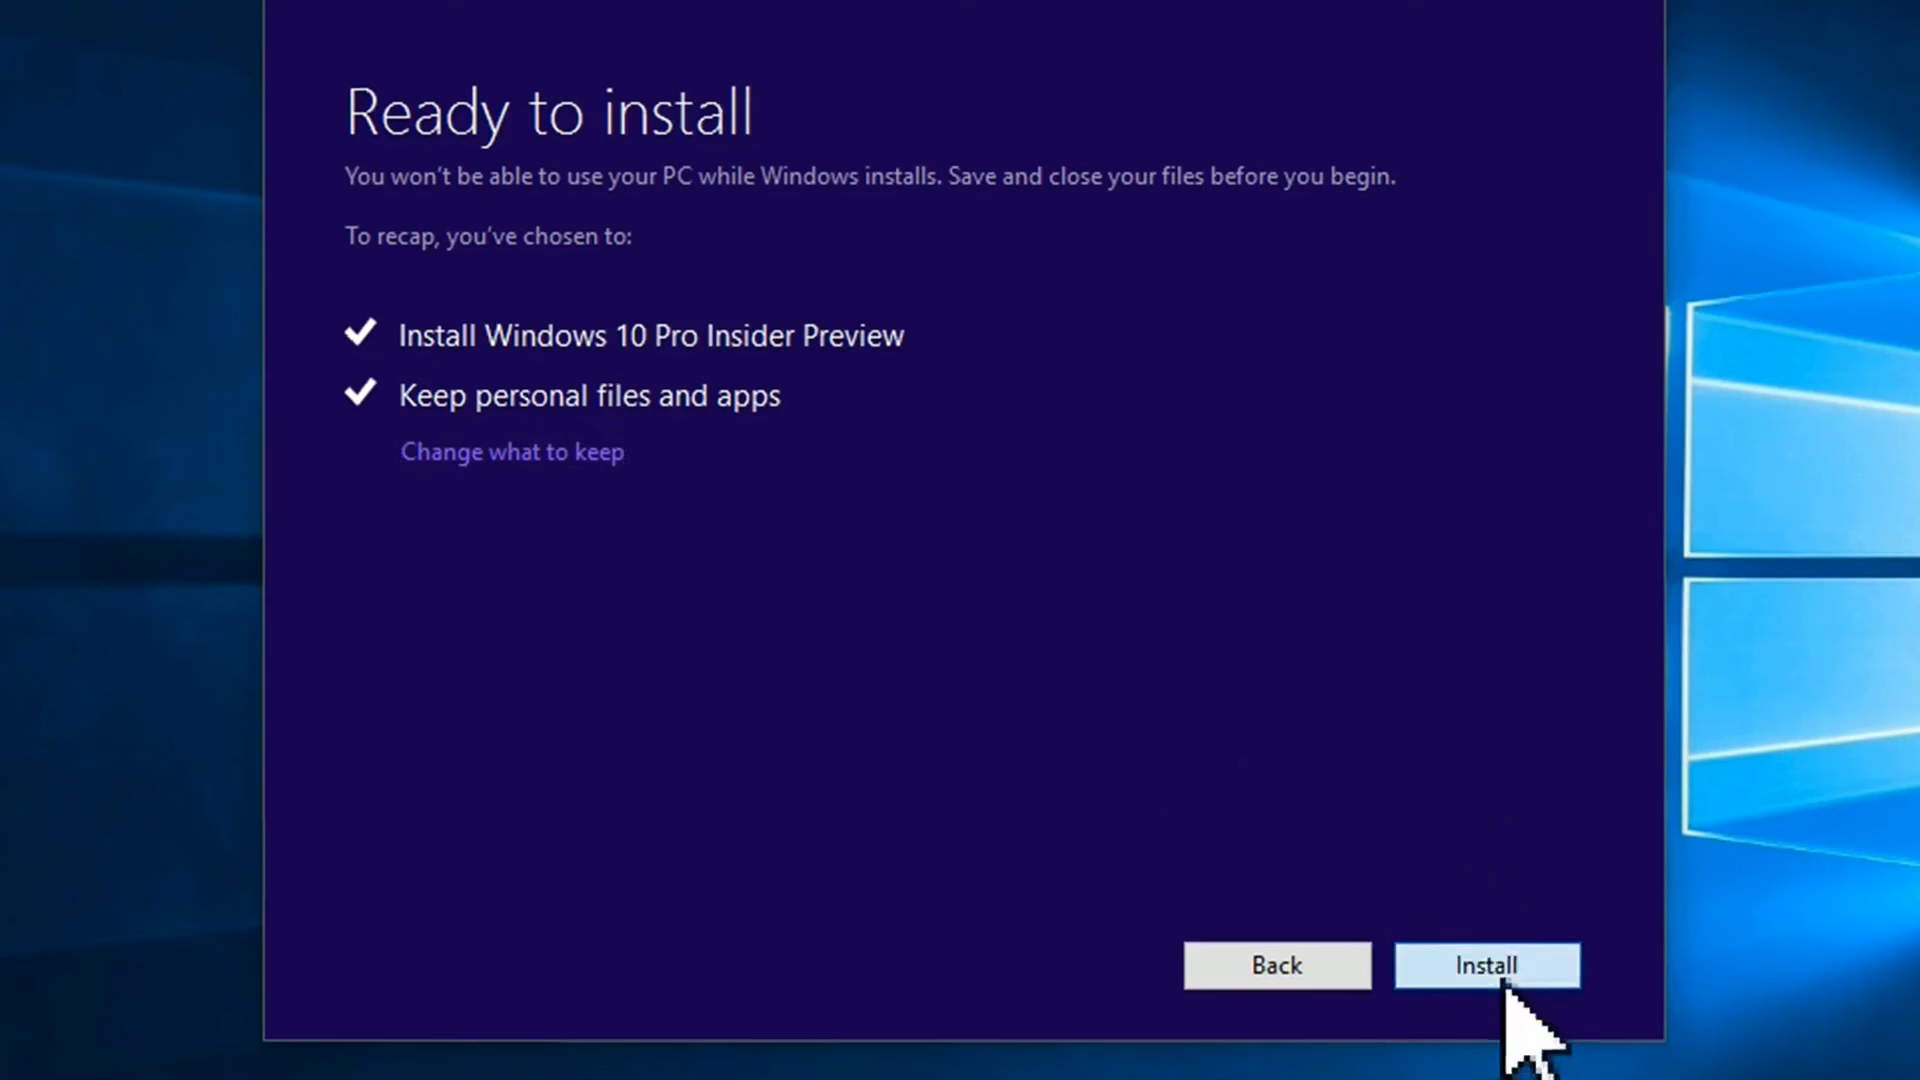 Ready to install
You won't be able to use your PC while Windows installs. Save and close your files before you begin.
To recap, you've chosen to:
Install Windows 10 Pro Insider Preview
Keep personal files and apps
Change what to keep
Back
Install